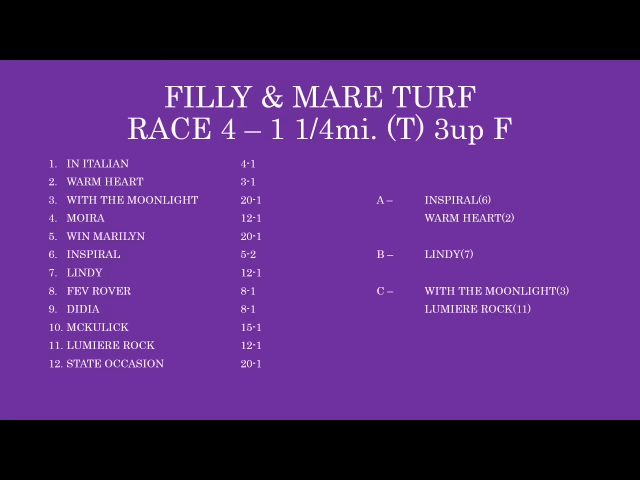 FILLY & MARE TURF
RACE 4 – 1 1/4mi. (T) 3up F
1. IN ITALIAN 4-1
2. WARM HEART 3-1
3. WITH THE MOONLIGHT 20-1
4. MOIRA 12-1
5. WIN MARILYN 20-1
6. INSPIRAL 5-2
7. LINDY 12-1
8. FEV ROVER 8-1
9. DIDIA 8-1
10. MCKULICK 15-1
11. LUMIERE ROCK 12-1
12. STATE OCCASION 20-1
A – INSPIRAL(6)
WARM HEART(2)
B – LINDY(7)
C – WITH THE MOONLIGHT(3)
LUMIERE ROCK(11)